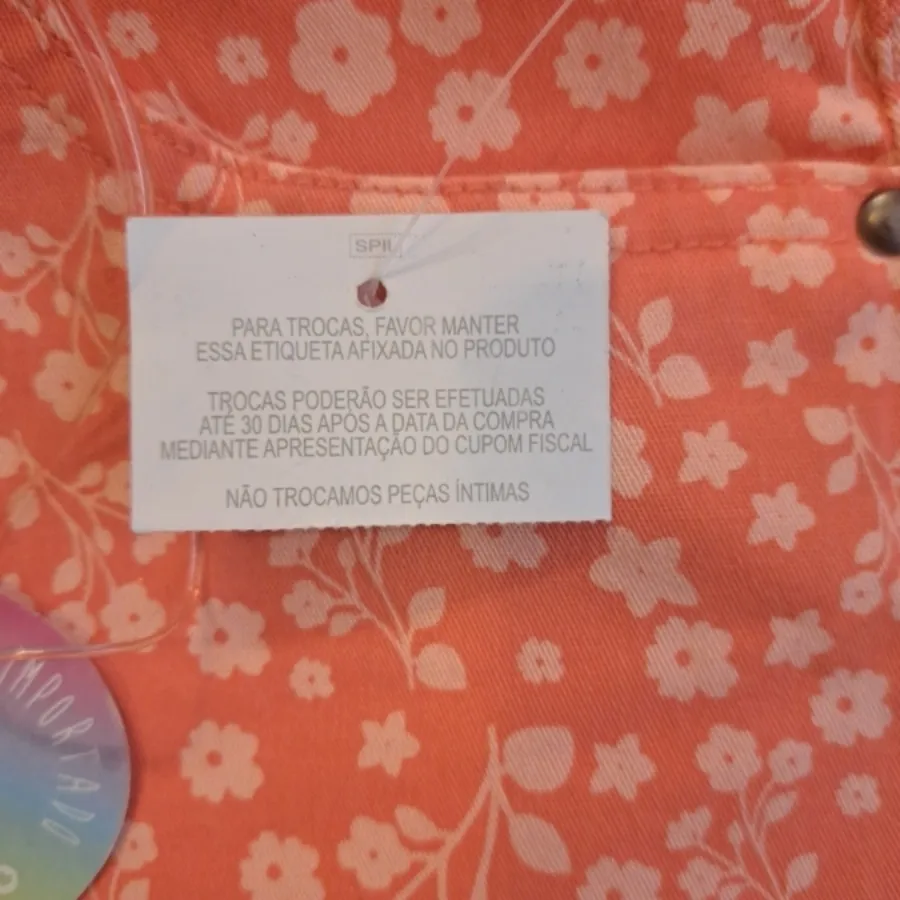 SPIL
PARA TROCAS, FAVOR MANTER
ESSA ETIQUETA AFIXADA NO PRODUTO
TROCAS PODERÃO SER EFETUADAS
ATÉ 30 DIAS APÓS A DATA DA COMPRA
MEDIANTE APRESENTAÇÃO DO CUPOM FISCAL
NÃO TROCAMOS PEÇAS ÍNTIMAS
IMPORTADO